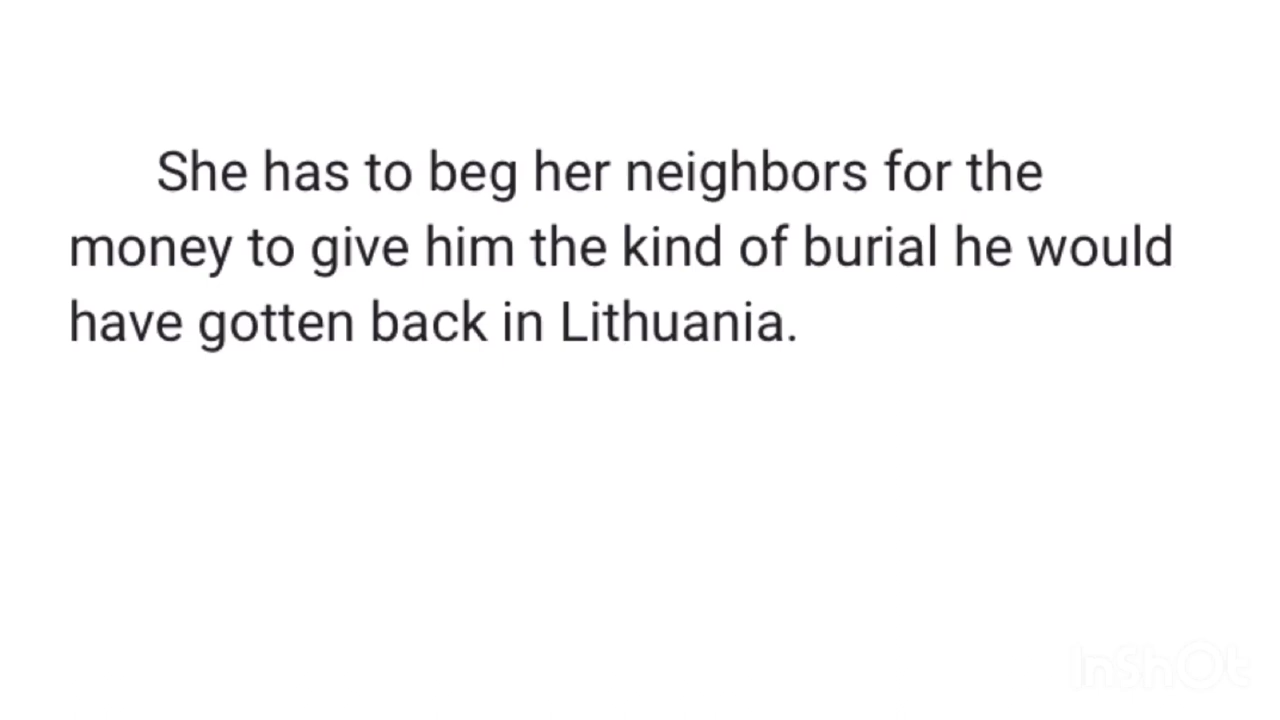 She has to beg her neighbors for the
money to give him the kind of burial he would
have gotten back in Lithuania.
InShOt